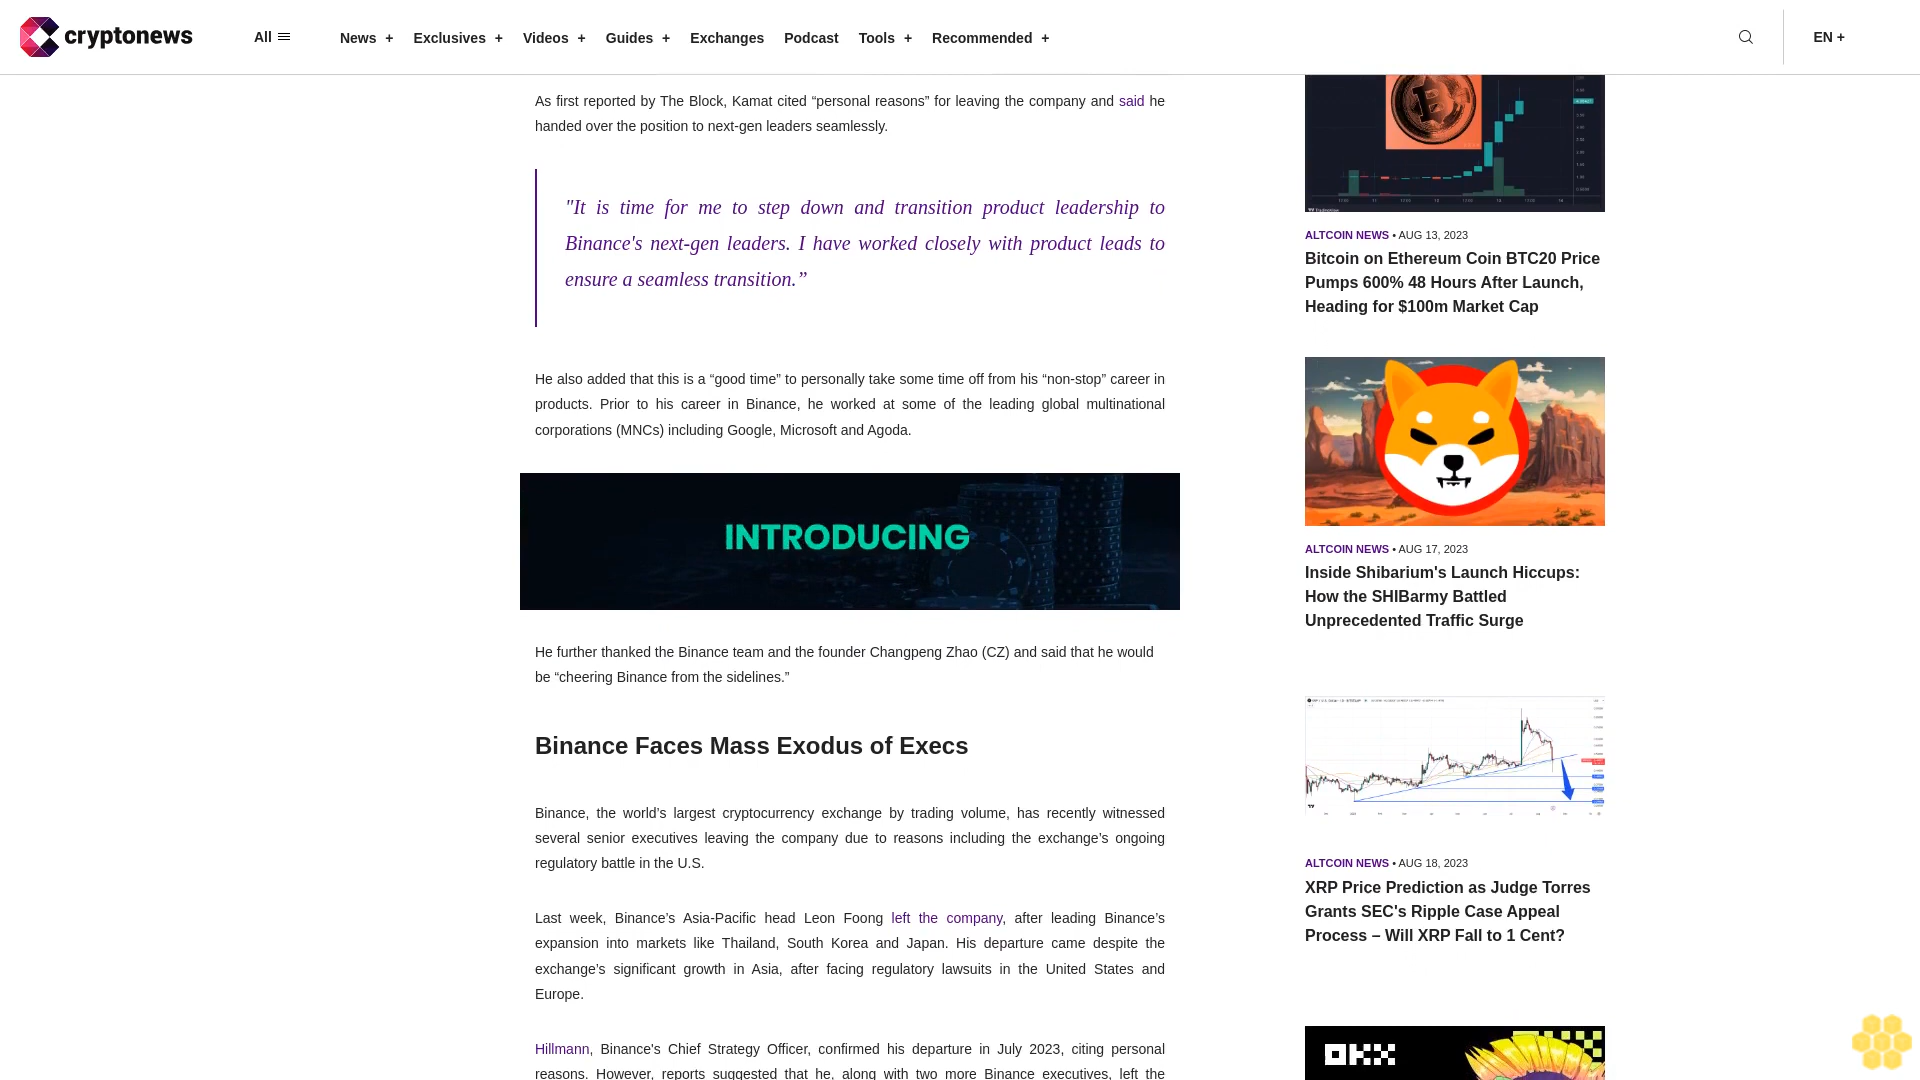 cryptonews
All
News +
Exclusives +
Videos +
Guides +
Exchanges
Podcast
Tools +
Recommended +
EN +
As first reported by The Block, Kamat cited “personal reasons” for leaving the company and said he
handed over the position to next-gen leaders seamlessly.
"It is time for me to step down and transition product leadership to
Binance's next-gen leaders. I have worked closely with product leads to
ensure a seamless transition.”
He also added that this is a “good time” to personally take some time off from his “non-stop” career in
products. Prior to his career in Binance, he worked at some of the leading global multinational
corporations (MNCs) including Google, Microsoft and Agoda.
INTRODUCING
He further thanked the Binance team and the founder Changpeng Zhao (CZ) and said that he would
be “cheering Binance from the sidelines.”
Binance Faces Mass Exodus of Execs
Binance, the world’s largest cryptocurrency exchange by trading volume, has recently witnessed
several senior executives leaving the company due to reasons including the exchange’s ongoing
regulatory battle in the U.S.
Last week, Binance’s Asia-Pacific head Leon Foong left the company, after leading Binance’s
expansion into markets like Thailand, South Korea and Japan. His departure came despite the
exchange’s significant growth in Asia, after facing regulatory lawsuits in the United States and
Europe.
Hillmann, Binance's Chief Strategy Officer, confirmed his departure in July 2023, citing personal
reasons. However, reports suggested that he, along with two more Binance executives, left the
ALTCOIN NEWS • AUG 13, 2023
Bitcoin on Ethereum Coin BTC20 Price
Pumps 600% 48 Hours After Launch,
Heading for $100m Market Cap
ALTCOIN NEWS • AUG 17, 2023
Inside Shibarium's Launch Hiccups:
How the SHIBarmy Battled
Unprecedented Traffic Surge
ALTCOIN NEWS • AUG 18, 2023
XRP Price Prediction as Judge Torres
Grants SEC's Ripple Case Appeal
Process – Will XRP Fall to 1 Cent?
OKX